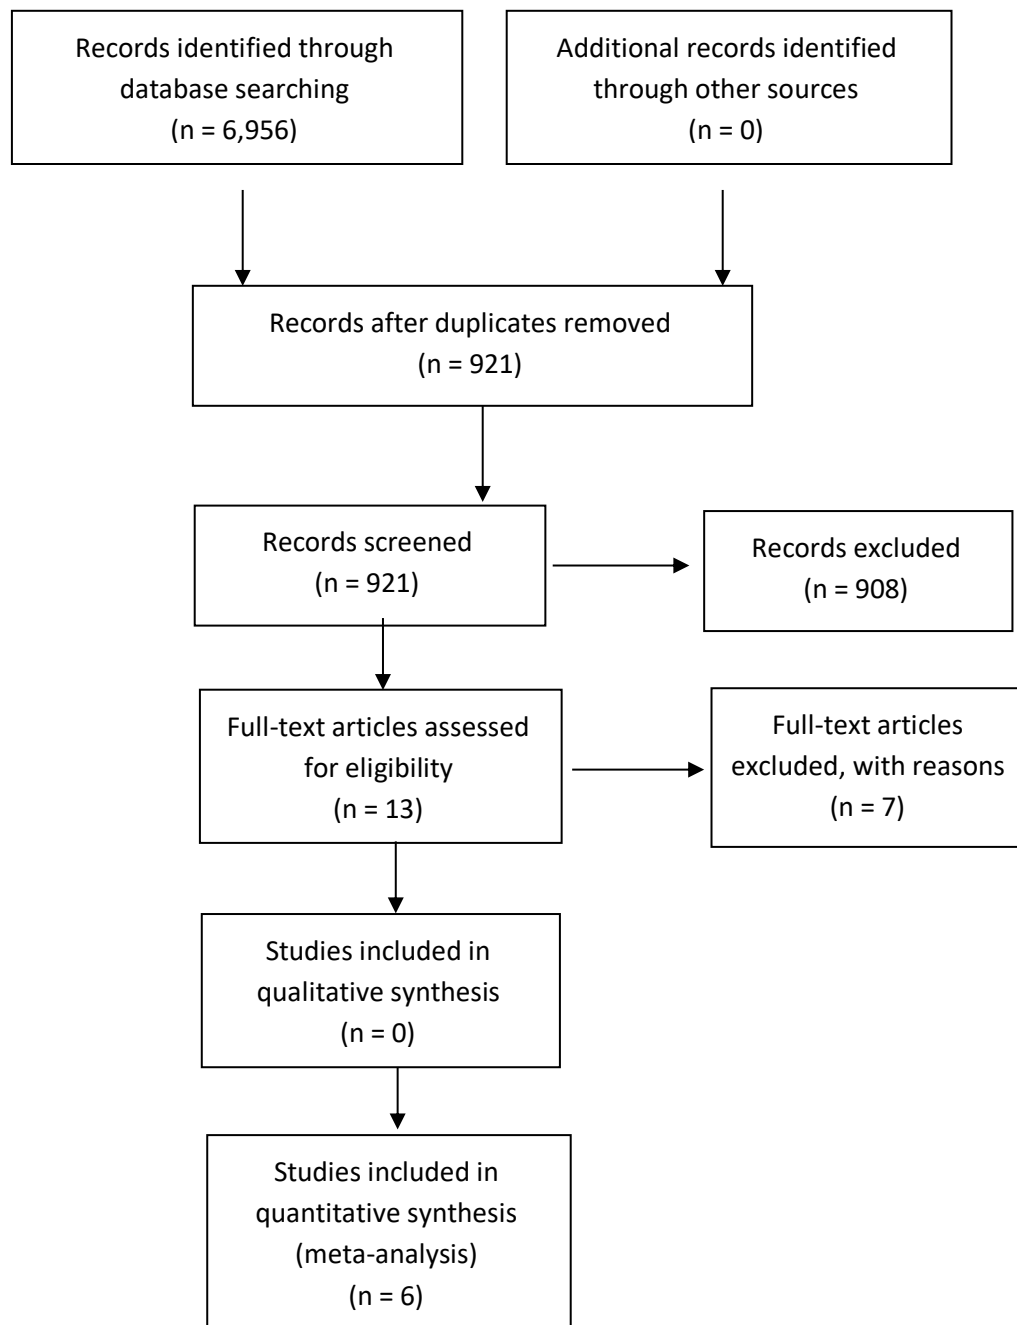 Records identified through
database searching
(n = 6,956)
Additional records identified
through other sources
(n = 0)
Records after duplicates removed
(n = 921)
Records screened
(n = 921)
Records excluded
(n = 908)
Full-text articles assessed
for eligibility
(n = 13)
Full-text articles
excluded, with reasons
(n = 7)
Studies included in
qualitative synthesis
(n = 0)
Studies included in
quantitative synthesis
(meta-analysis)
(n = 6)